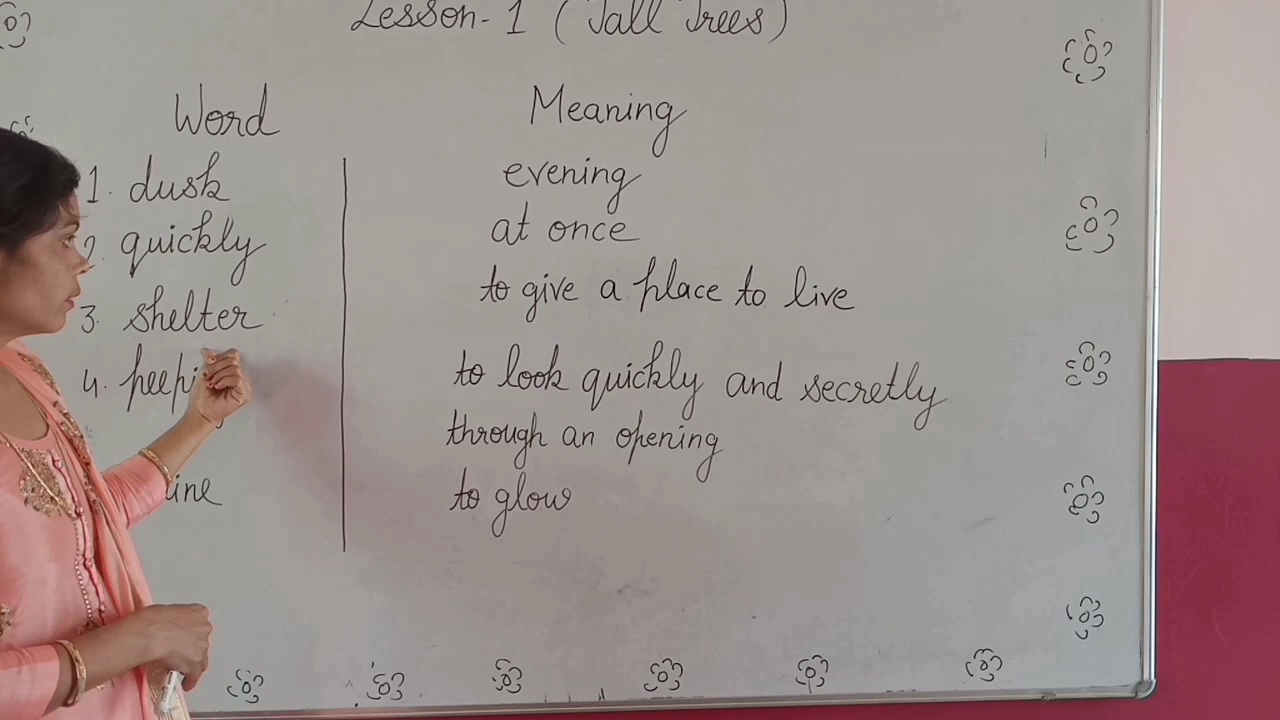 Lesson-1 (Tall Trees)
Word Meaning
1. dusk evening
2. quickly at once
3. shelter to give a place to live
4. to look quickly and secretly
through an opening
to glow